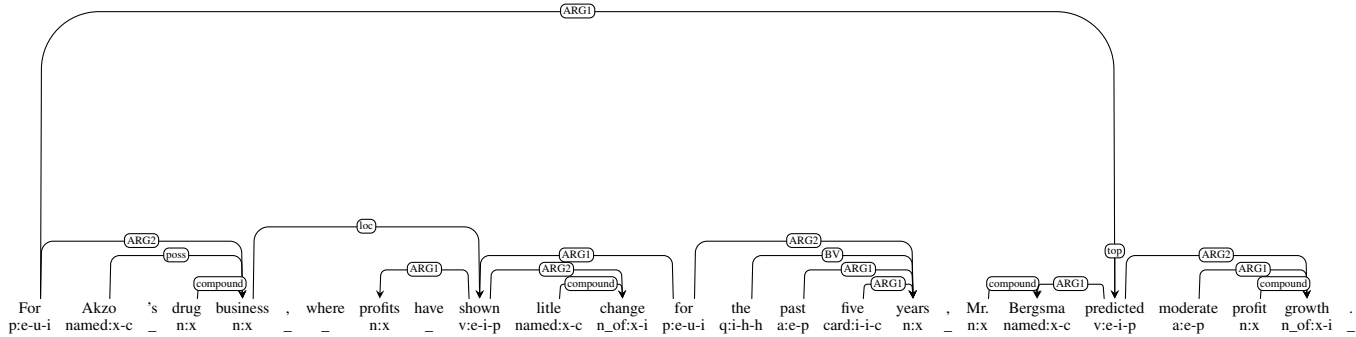 ARG1
loc
ARG2 ARG1 ARG2 BV top ARG2
poss ARG1 ARG2 ARG1 ARG1
compound compound ARG1 compound ARG1 compound
For Akzo 's drug business , where profits have shown litle change for the past five years , Mr. Bergsma predicted moderate profit growth .
p:e-u-i named:x-c _ n:x n:x _ _ n:x _ v:e-i-p named:x-c n_of:x-i p:e-u-i q:i-h-h a:e-p card:i-i-c n:x _ n:x named:x-c v:e-i-p a:e-p n:x n_of:x-i _